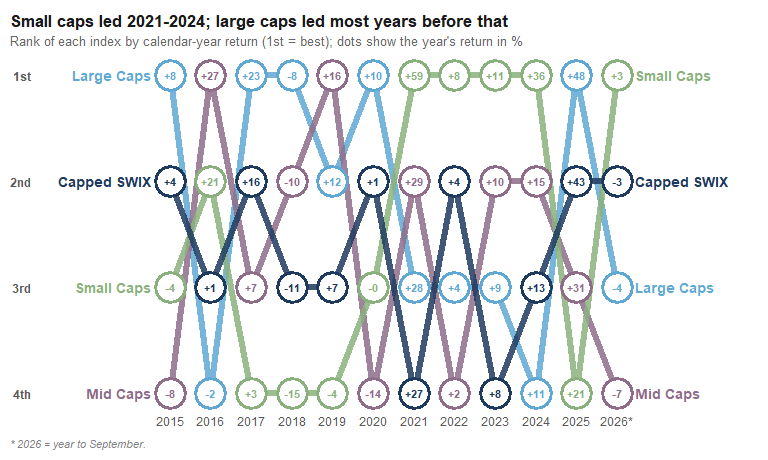 Small caps led 2021-2024; large caps led most years before that
Rank of each index by calendar-year return (1st = best); dots show the year's return in %
1st Large Caps +8 +27 +23 -8 +16 +10 +59 +8 +11 +36 +48 +3 Small Caps
2nd Capped SWIX +4 +21 +16 -10 +12 +1 +29 +4 +10 +15 +43 -3 Capped SWIX
3rd Small Caps -4 +1 +7 -11 +7 -0 +28 +4 +9 +13 +31 -4 Large Caps
4th Mid Caps -8 -2 +3 -15 -4 -14 +27 +2 +8 +11 +21 -7 Mid Caps
2015 2016 2017 2018 2019 2020 2021 2022 2023 2024 2025 2026*
* 2026 = year to September.